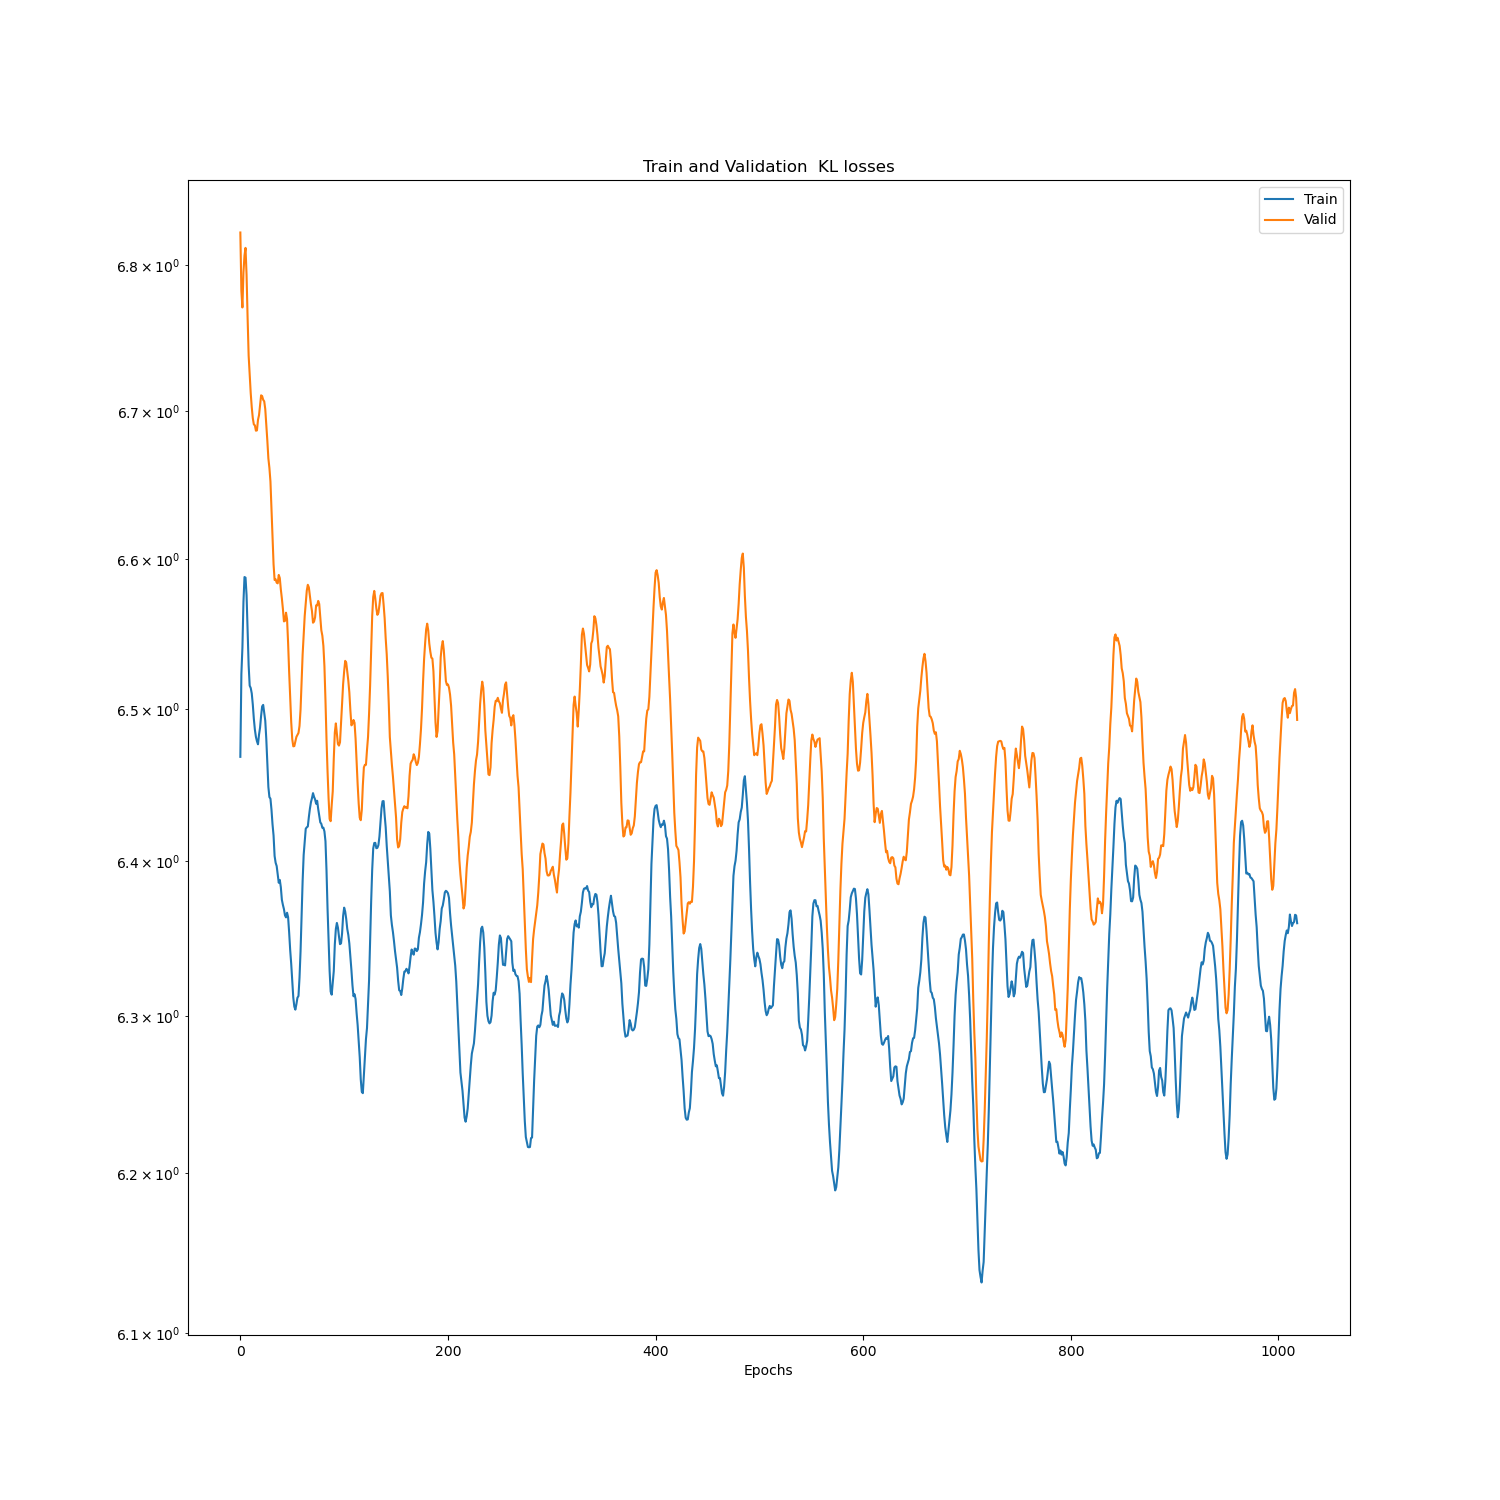 Train and Validation  KL losses
Train
Valid
6.8 × 10⁰
6.7 × 10⁰
6.6 × 10⁰
6.5 × 10⁰
6.4 × 10⁰
6.3 × 10⁰
6.2 × 10⁰
6.1 × 10⁰
0 200 400 600 800 1000
Epochs